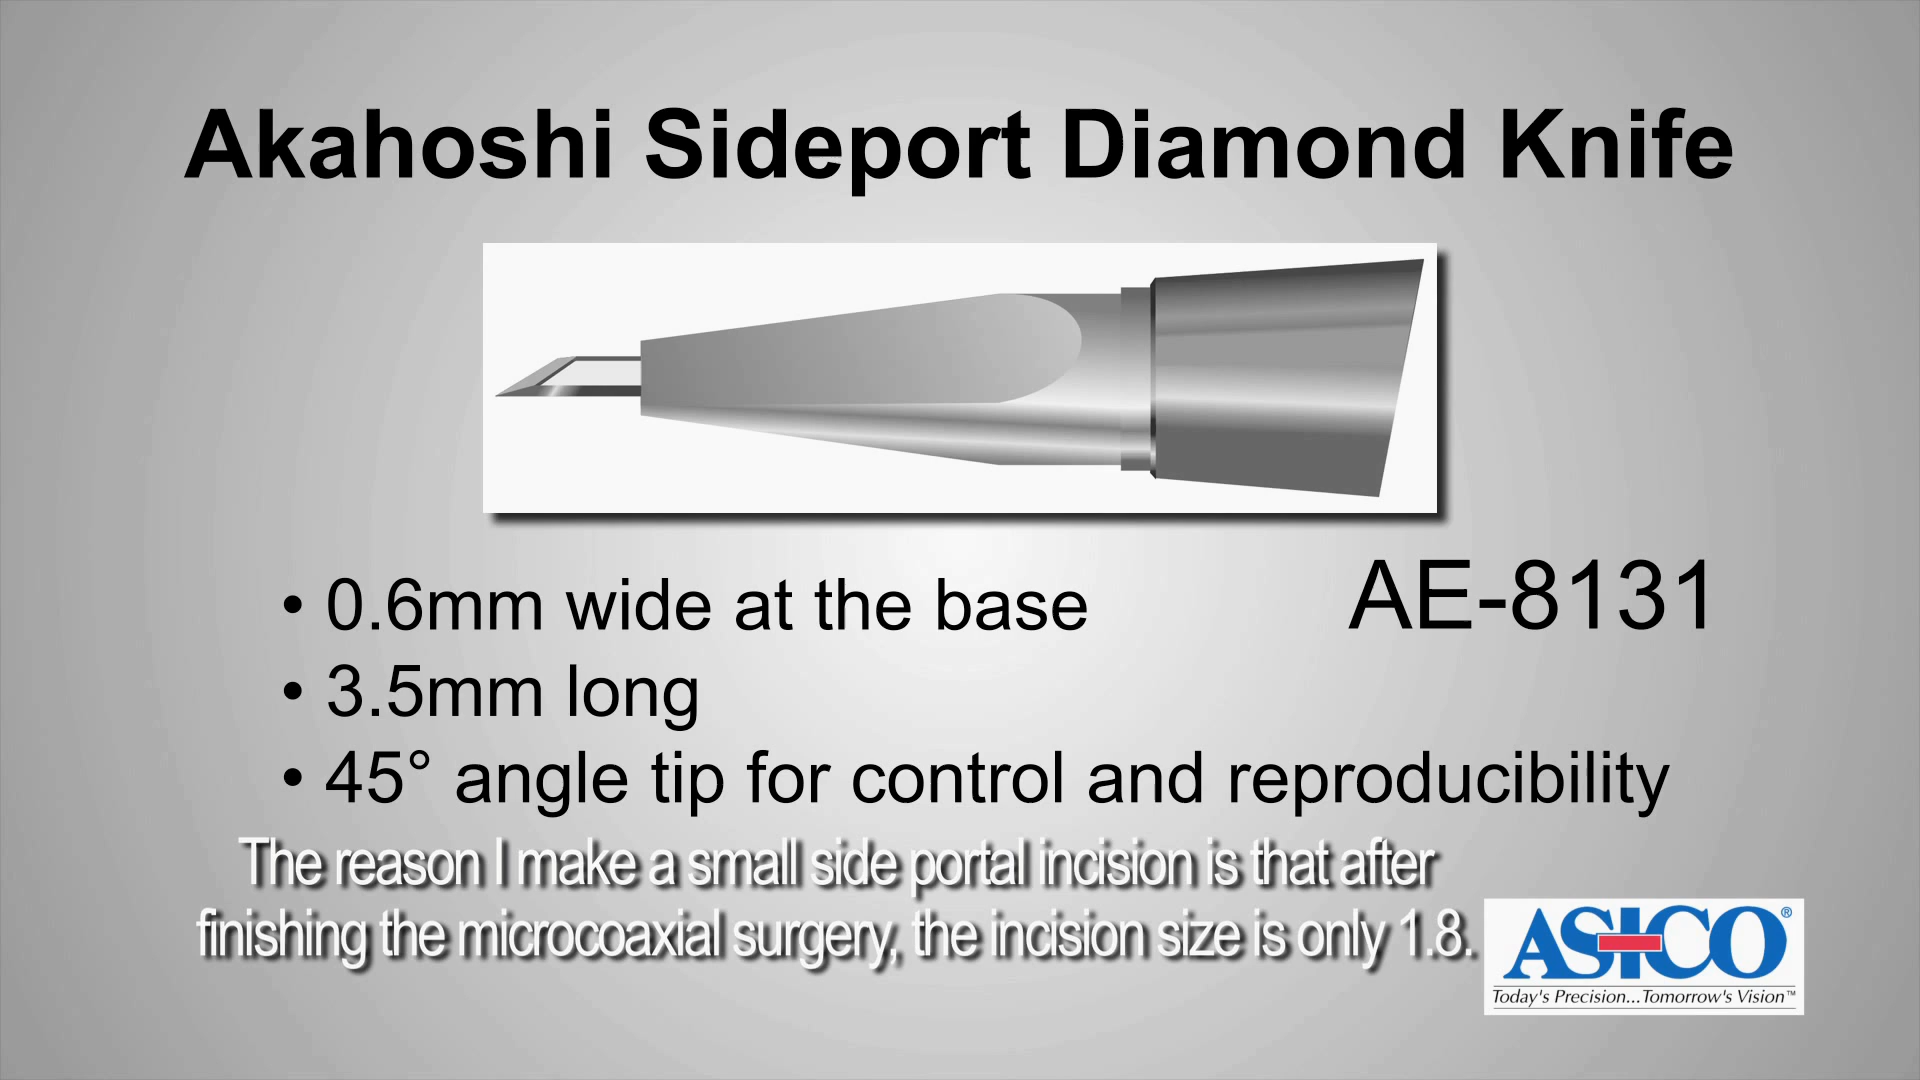 Akahoshi Sideport Diamond Knife
• 0.6mm wide at the base
AE-8131
• 3.5mm long
• 45° angle tip for control and reproducibility
The reason I make a small side portal incision is that after
finishing the microcoaxial surgery, the incision size is only 1.8.
ASICO®
Today's Precision...Tomorrow's Vision™